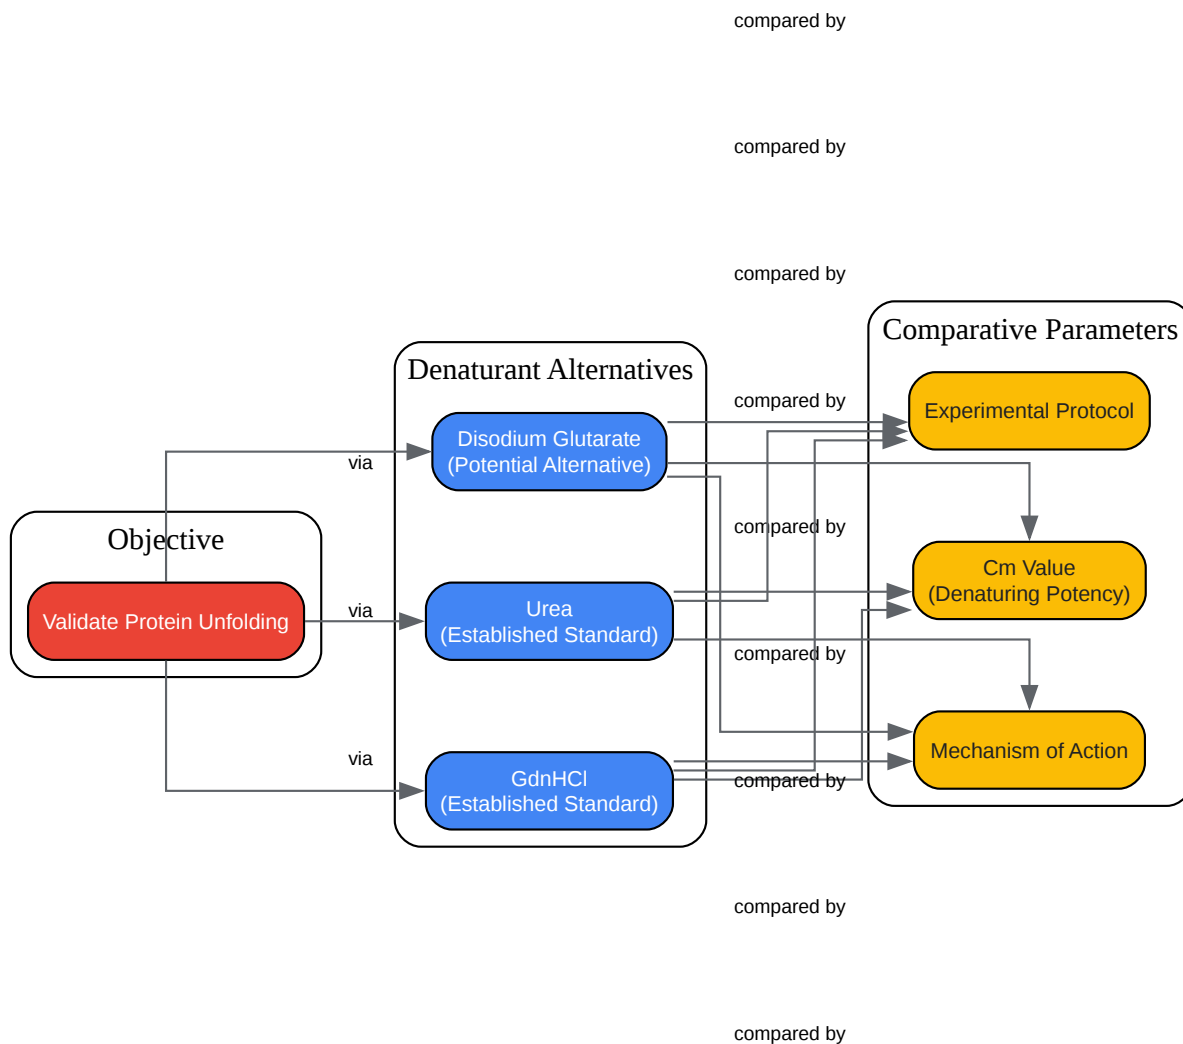 compared by
compared by
compared by
Comparative Parameters
Denaturant Alternatives
compared by
Experimental Protocol
Disodium Glutarate
(Potential Alternative)
via
compared by
Objective
Cm Value
(Denaturing Potency)
Urea
(Established Standard)
via
Validate Protein Unfolding
compared by
Mechanism of Action
via
GdnHCl
(Established Standard)
compared by
compared by
compared by